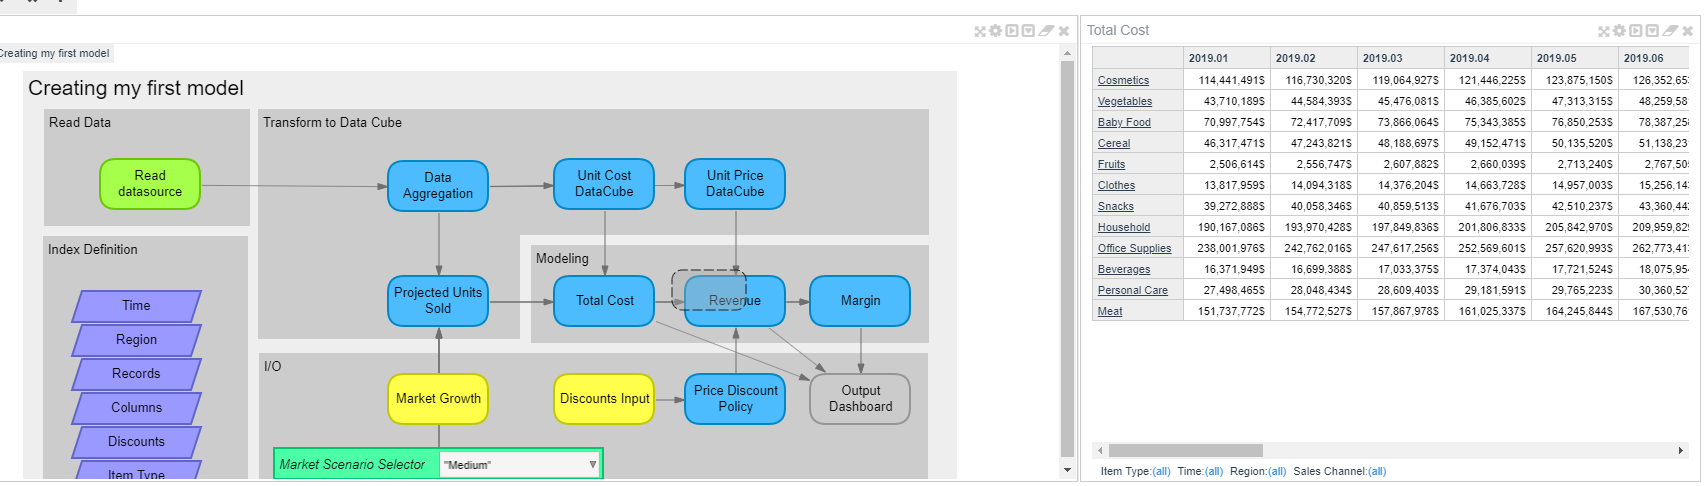 Creating my first model
Creating my first model
Read Data
Read
datasource
Transform to Data Cube
Data
Aggregation
Unit Cost
DataCube
Unit Price
DataCube
Index Definition
Time
Region
Records
Columns
Discounts
Item Type
Projected Units
Sold
Modeling
Total Cost
Revenue
Margin
I/O
Market Growth
Discounts Input
Price Discount
Policy
Output
Dashboard
Market Scenario Selector "Medium"
Total Cost
2019.01 2019.02 2019.03 2019.04 2019.05 2019.06
Cosmetics 114,441,491$ 116,730,320$ 119,064,927$ 121,446,225$ 123,875,150$ 126,352,65
Vegetables 43,710,189$ 44,584,393$ 45,476,081$ 46,385,602$ 47,313,315$ 48,259,58
Baby Food 70,997,754$ 72,417,709$ 73,866,064$ 75,343,385$ 76,850,253$ 78,387,25
Cereal 46,317,471$ 47,243,821$ 48,188,697$ 49,152,471$ 50,135,520$ 51,138,23
Fruits 2,506,614$ 2,556,747$ 2,607,882$ 2,660,039$ 2,713,240$ 2,767,50
Clothes 13,817,959$ 14,094,318$ 14,376,204$ 14,663,728$ 14,957,003$ 15,256,14
Snacks 39,272,888$ 40,058,346$ 40,859,513$ 41,676,703$ 42,510,237$ 43,360,44
Household 190,167,086$ 193,970,428$ 197,849,836$ 201,806,833$ 205,842,970$ 209,959,82
Office Supplies 238,001,976$ 242,762,016$ 247,617,256$ 252,569,601$ 257,620,993$ 262,773,41
Beverages 16,371,949$ 16,699,388$ 17,033,375$ 17,374,043$ 17,721,524$ 18,075,95
Personal Care 27,498,465$ 28,048,434$ 28,609,403$ 29,181,591$ 29,765,223$ 30,360,52
Meat 151,737,772$ 154,772,527$ 157,867,978$ 161,025,337$ 164,245,844$ 167,530,76
Item Type:(all) Time:(all) Region:(all) Sales Channel:(all)